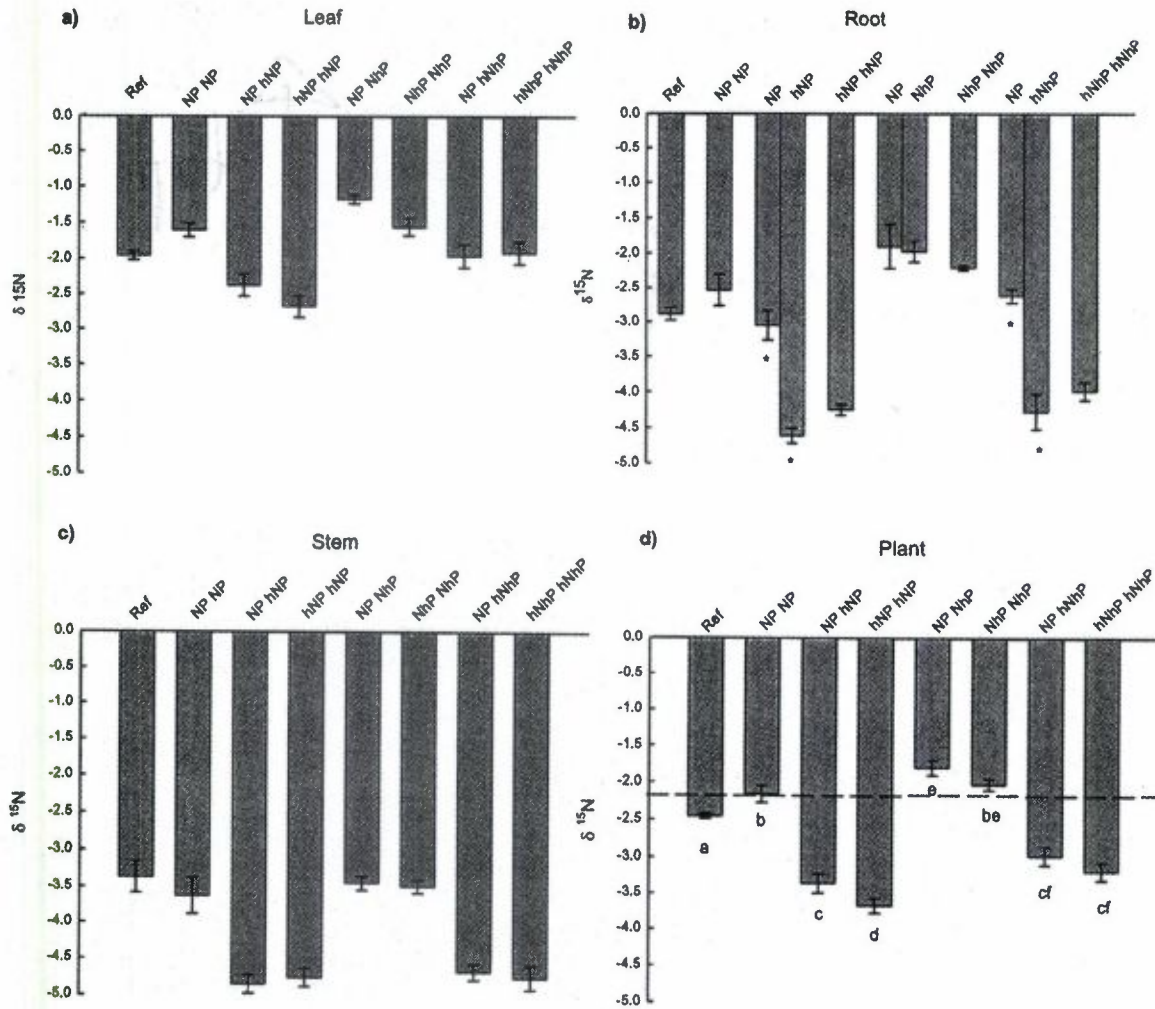 a)
Leaf
Ref
NP NP
NP hNP
hNP hNP
NP NhP
NhP NhP
NP hNhP
hNhP hNhP
0.0
-0.5
-1.0
-1.5
-2.0
-2.5
-3.0
-3.5
-4.0
-4.5
-5.0
δ 15N
b)
Root
Ref
NP NP
NP
hNP
hNP hNP
NP
NhP
NhP NhP
NP
hNhP
hNhP hNhP
0.0
-0.5
-1.0
-1.5
-2.0
-2.5
-3.0
-3.5
-4.0
-4.5
-5.0
δ¹⁵N
*
*
*
*
c)
Stem
Ref
NP NP
NP hNP
hNP hNP
NP NhP
NhP NhP
NP hNhP
hNhP hNhP
0.0
-0.5
-1.0
-1.5
-2.0
-2.5
-3.0
-3.5
-4.0
-4.5
-5.0
δ ¹⁵N
d)
Plant
Ref
NP NP
NP hNP
hNP hNP
NP NhP
NhP NhP
NP hNhP
hNhP hNhP
0.0
-0.5
-1.0
-1.5
-2.0
-2.5
-3.0
-3.5
-4.0
-4.5
-5.0
δ ¹⁵N
a
b
c
d
e
be
cf
cf